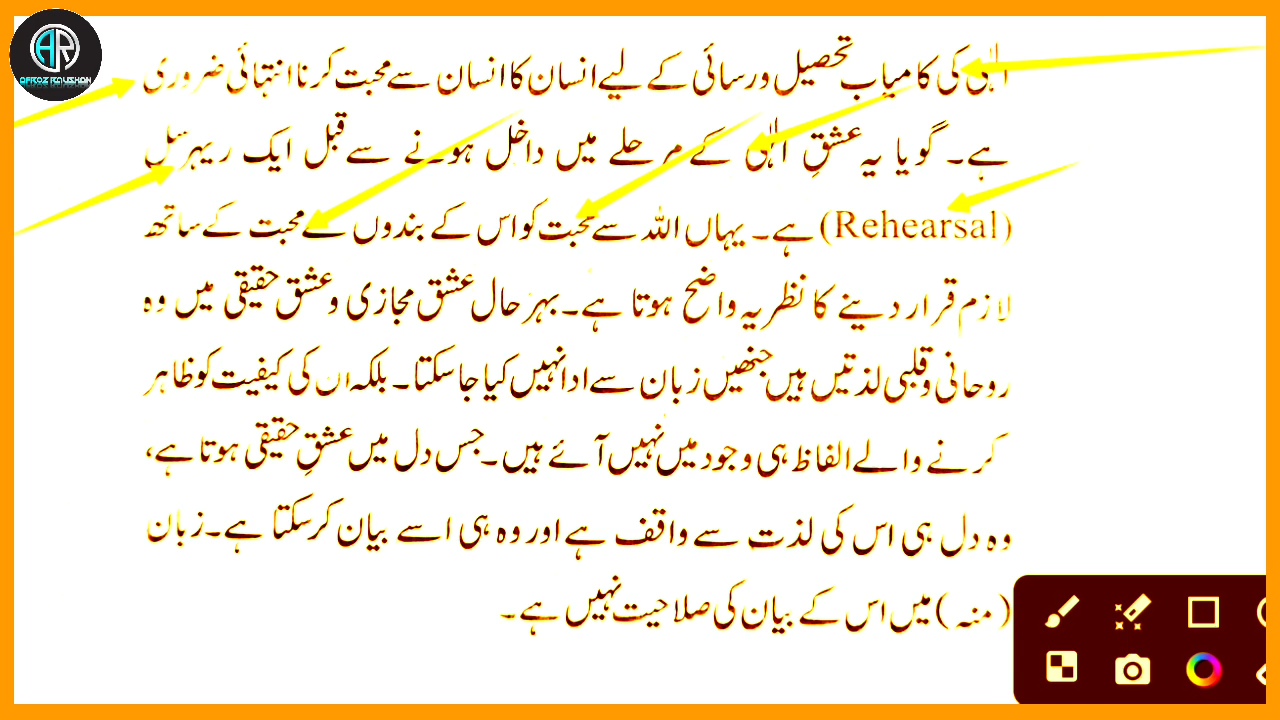 AFROZ RAUSHAN
الٰہی کی کامیاب تحصیل ورسائی کے لیے انسان کا انسان سے محبت کرنا انتہائی ضروری
ہے۔ گویا یہ عشقِ الٰہی کے مرحلے میں داخل ہونے سے قبل ایک ریہرسل
(Rehearsal) ہے۔ یہاں اللہ سے محبت کو اس کے بندوں سے محبت کے ساتھ
لازم قرار دینے کا نظریہ واضح ہوتا ہے۔ بہر حال عشق مجازی و عشق حقیقی میں وہ
روحانی و قلبی لذتیں ہیں جنھیں زبان سے ادا نہیں کیا جاسکتا۔ بلکہ ان کی کیفیت کو ظاہر
کرنے والے الفاظ ہی وجود میں نہیں آئے ہیں۔ جس دل میں عشقِ حقیقی ہوتا ہے،
وہ دل ہی اس کی لذت سے واقف ہے اور وہ ہی اسے بیان کرسکتا ہے۔ زبان
(منہ) میں اس کے بیان کی صلاحیت نہیں ہے۔